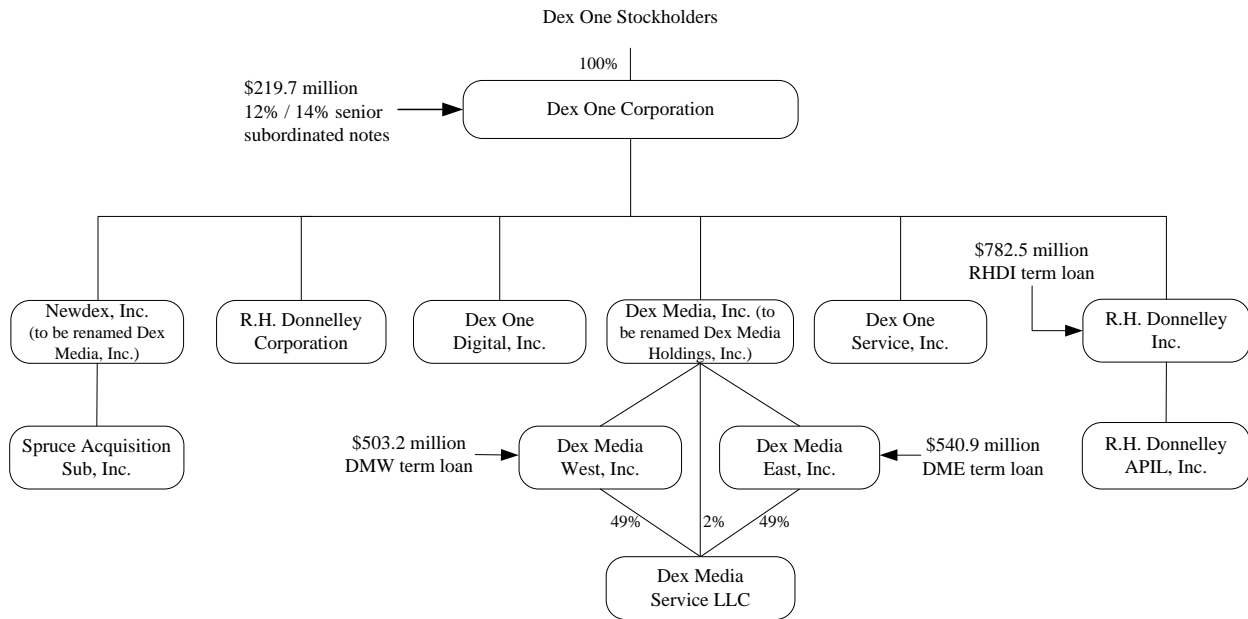 Dex One Stockholders
100%
$219.7 million
12% / 14% senior
subordinated notes
Dex One Corporation
$782.5 million
RHDI term loan
Newdex, Inc.
(to be renamed Dex
Media, Inc.)
R.H. Donnelley
Corporation
Dex One
Digital, Inc.
Dex Media, Inc. (to
be renamed Dex Media
Holdings, Inc.)
Dex One
Service, Inc.
R.H. Donnelley
Inc.
Spruce Acquisition
Sub, Inc.
$503.2 million
DMW term loan
Dex Media
West, Inc.
Dex Media
East, Inc.
$540.9 million
DME term loan
R.H. Donnelley
APIL, Inc.
49%
2%
49%
Dex Media
Service LLC